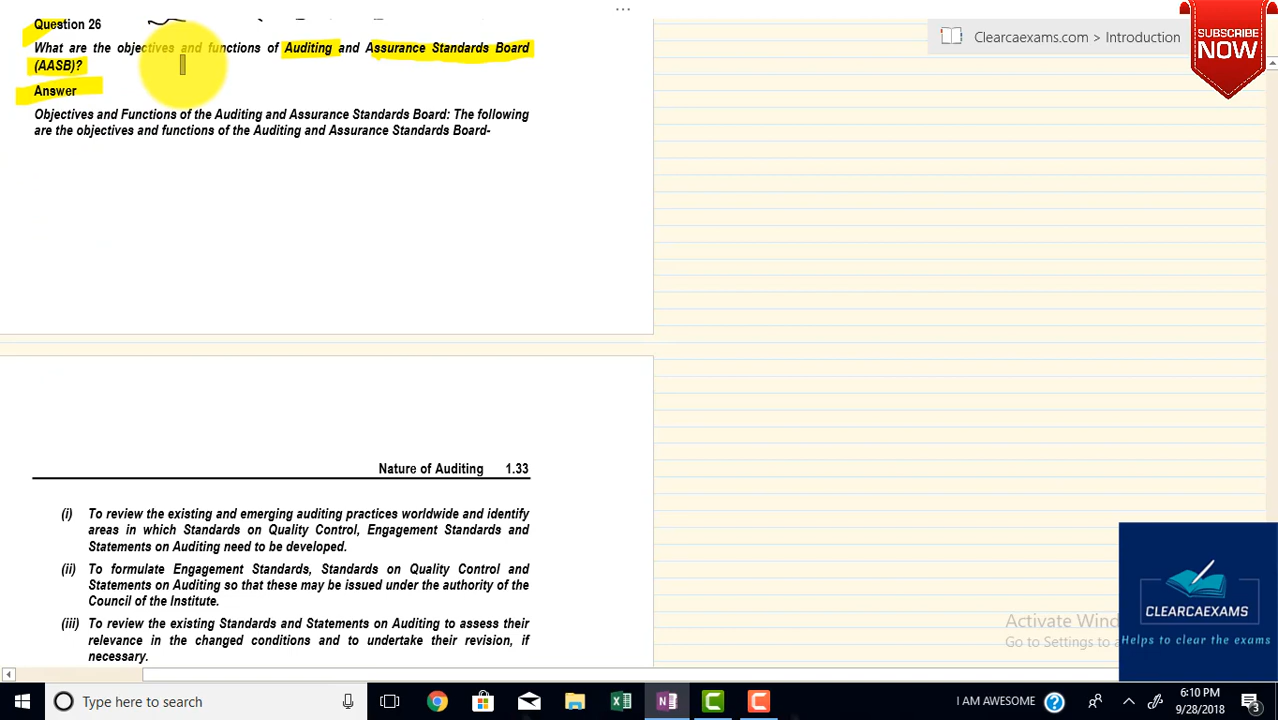 Question 26
What are the objectives and functions of Auditing and Assurance Standards Board
(AASB)?
Answer
Objectives and Functions of the Auditing and Assurance Standards Board: The following
are the objectives and functions of the Auditing and Assurance Standards Board-
Clearcaexams.com > Introduction
SUBSCRIBE
NOW
Nature of Auditing 1.33
(i) To review the existing and emerging auditing practices worldwide and identify
areas in which Standards on Quality Control, Engagement Standards and
Statements on Auditing need to be developed.
(ii) To formulate Engagement Standards, Standards on Quality Control and
Statements on Auditing so that these may be issued under the authority of the
Council of the Institute.
(iii) To review the existing Standards and Statements on Auditing to assess their
relevance in the changed conditions and to undertake their revision, if
necessary.
Activate Wind
Go to Settings to a
CLEARCAEXAMS
Helps to clear the exams
Type here to search
I AM AWESOME
6:10 PM
9/28/2018
3